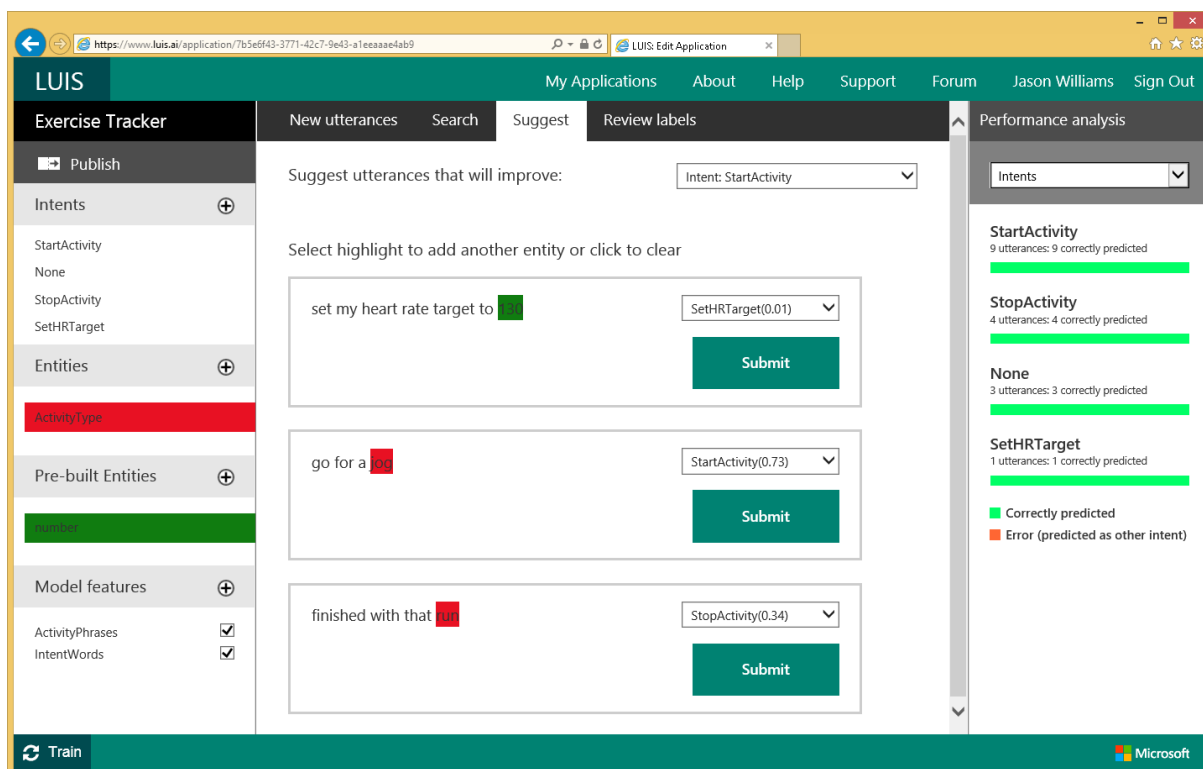 https://www.luis.ai/application/7b5e6f43-3771-42c7-9e43-a1eeaaae4ab9
LUIS: Edit Application
LUIS
My Applications About Help Support Forum Jason Williams Sign Out
Exercise Tracker
Publish
Intents
StartActivity
None
StopActivity
SetHRTarget
Entities
ActivityType
Pre-built Entities
number
Model features
ActivityPhrases
IntentWords
Train
New utterances Search Suggest Review labels
Suggest utterances that will improve: Intent: StartActivity
Select highlight to add another entity or click to clear
set my heart rate target to 130 SetHRTarget(0.01)
Submit
go for a jog StartActivity(0.73)
Submit
finished with that run StopActivity(0.34)
Submit
Performance analysis
Intents
StartActivity
9 utterances: 9 correctly predicted
StopActivity
4 utterances: 4 correctly predicted
None
3 utterances: 3 correctly predicted
SetHRTarget
1 utterances: 1 correctly predicted
Correctly predicted
Error (predicted as other intent)
Microsoft